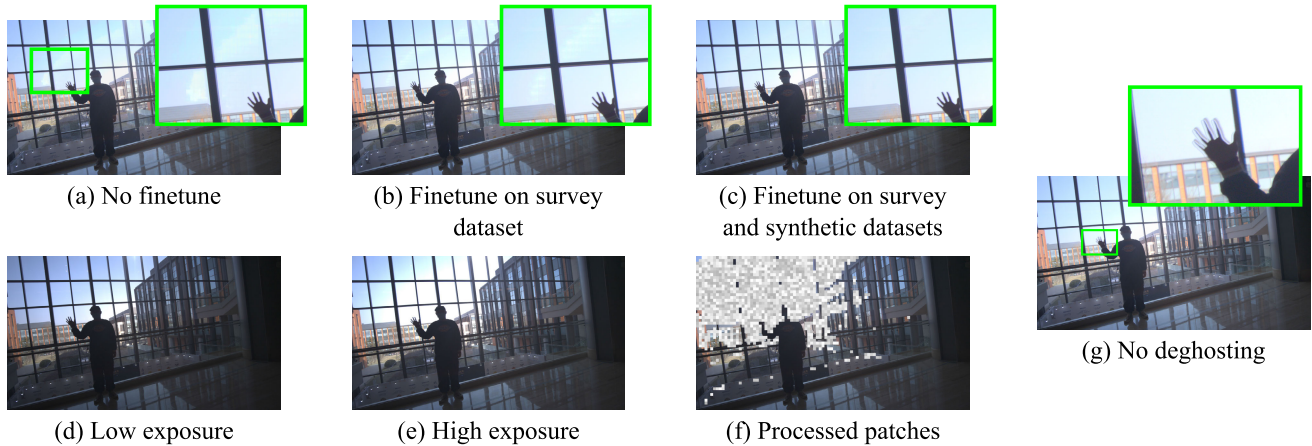 (a) No finetune
(b) Finetune on survey
dataset
(c) Finetune on survey
and synthetic datasets
(d) Low exposure
(e) High exposure
(f) Processed patches
(g) No deghosting